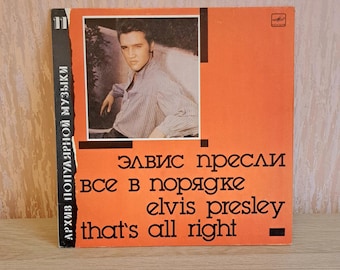 11
АРХИВ ПОПУЛЯРНОЙ МУЗЫКИ
элвис пресли
все в порядке
elvis presley
that's all right